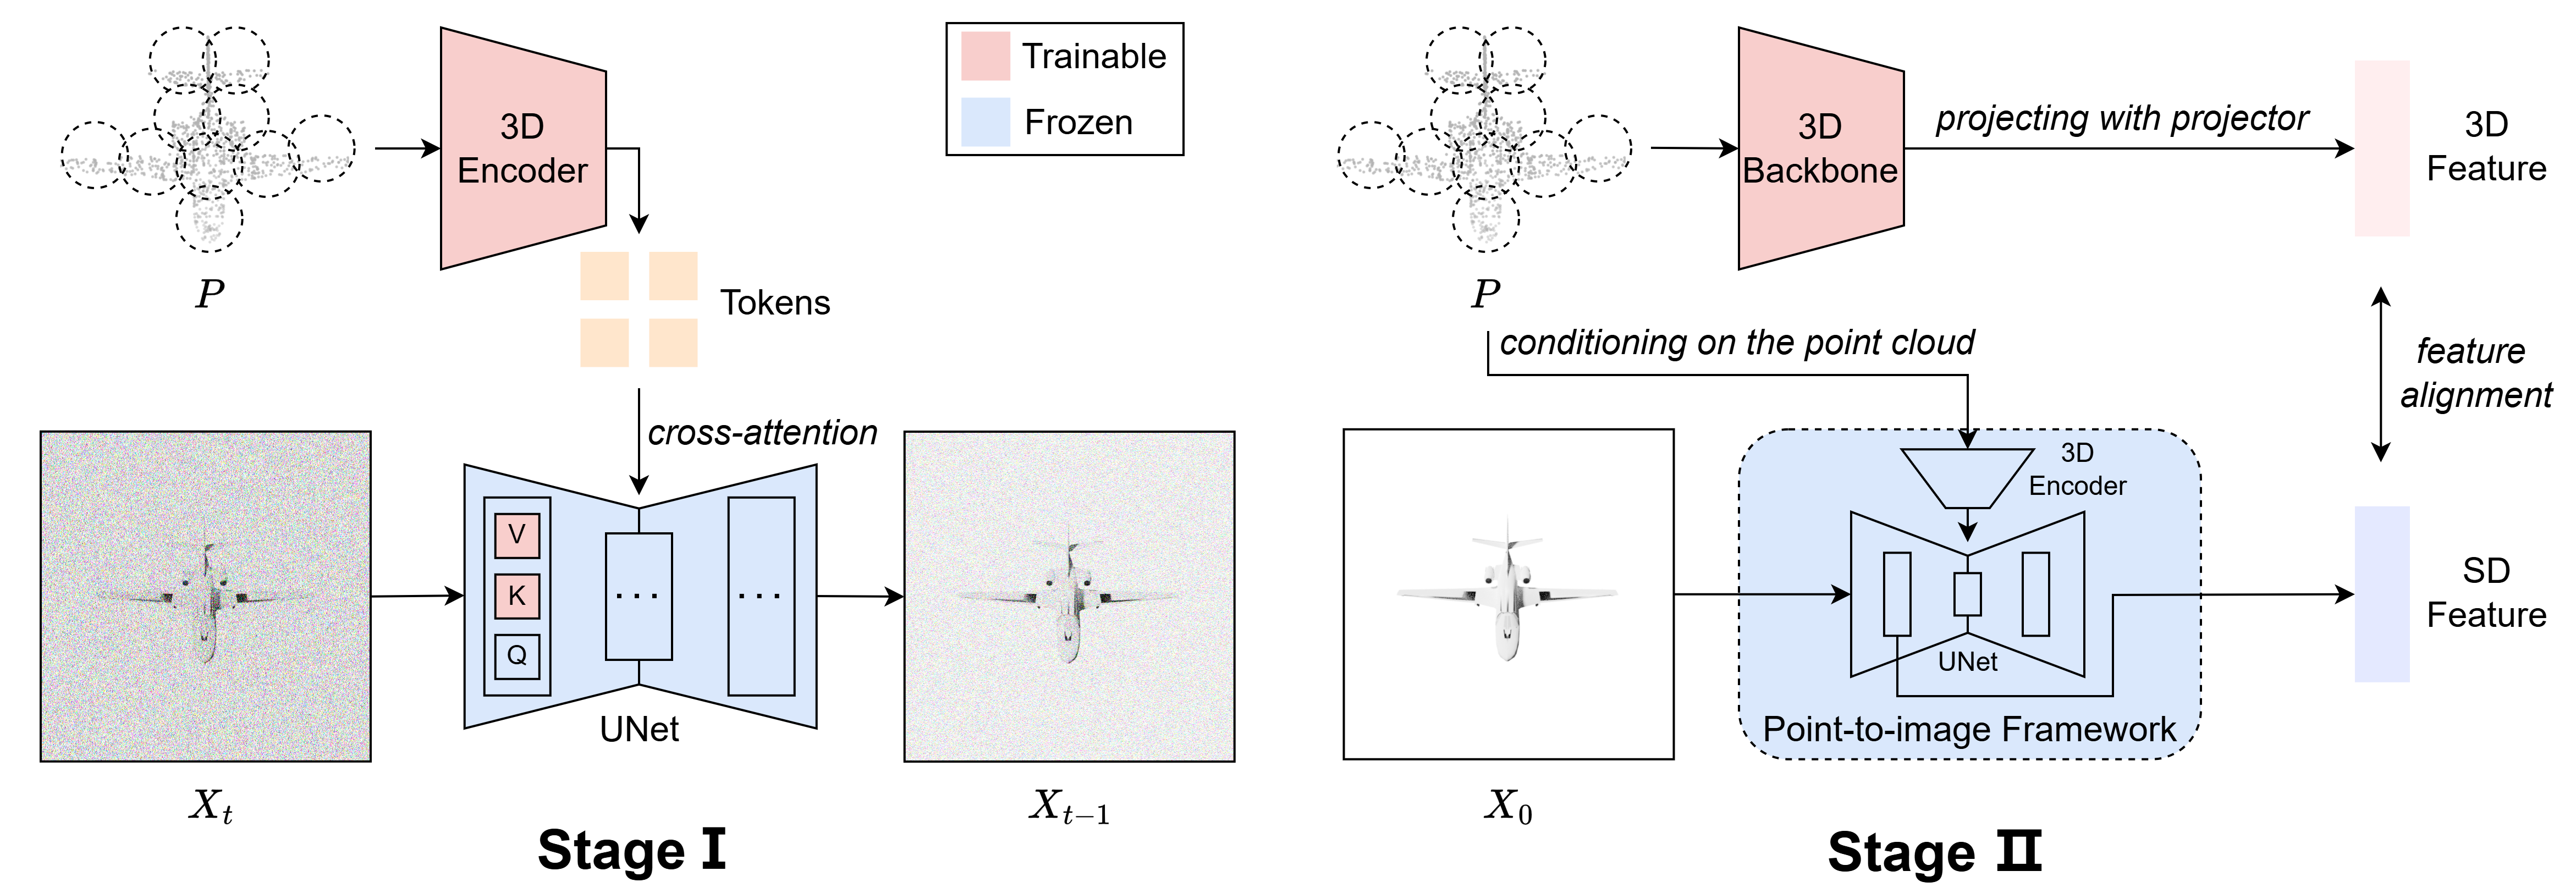 3D
Encoder
P
Tokens
cross-attention
V
K
Q
· · ·
· · ·
UNet
X_t
X_{t-1}
Stage I
Trainable
Frozen
3D
Backbone
projecting with projector
3D
Feature
P
conditioning on the point cloud
feature
alignment
3D
Encoder
UNet
Point-to-image Framework
SD
Feature
X_0
Stage II